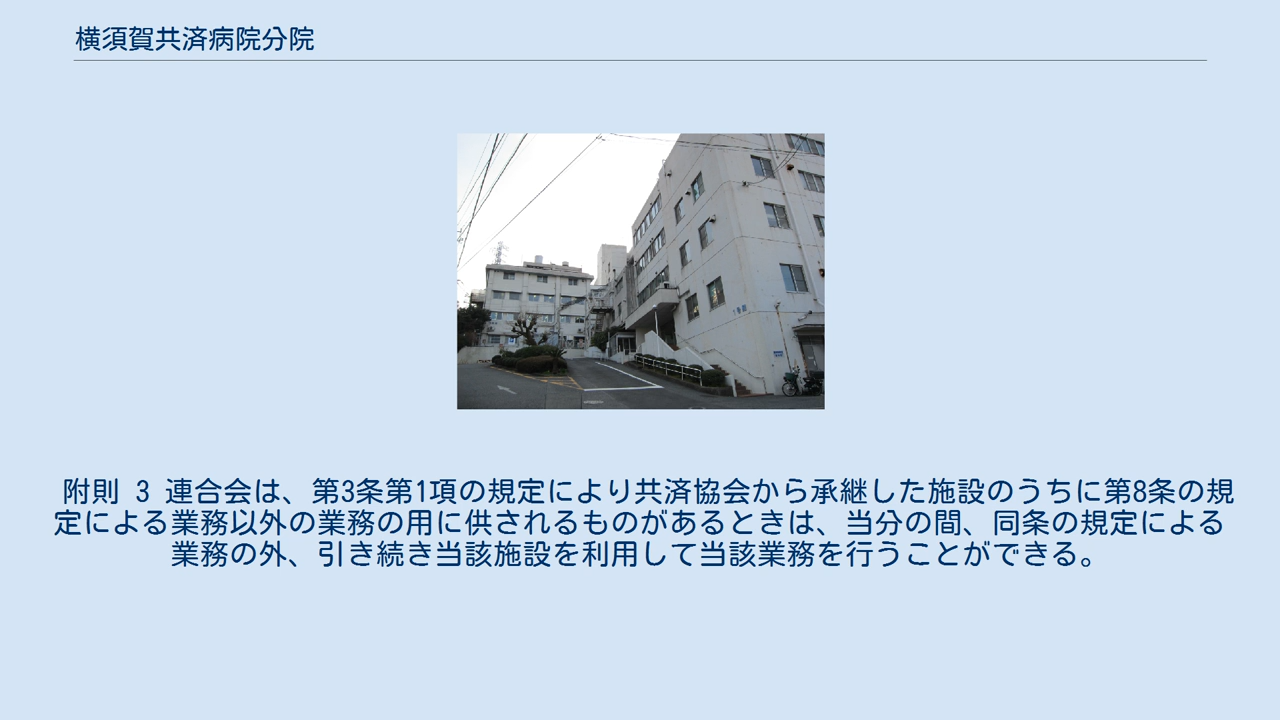 横須賀共済病院分院
附則 3 連合会は、第3条第1項の規定により共済協会から承継した施設のうちに第8条の規
定による業務以外の業務の用に供されるものがあるときは、当分の間、同条の規定による
業務の外、引き続き当該施設を利用して当該業務を行うことができる。